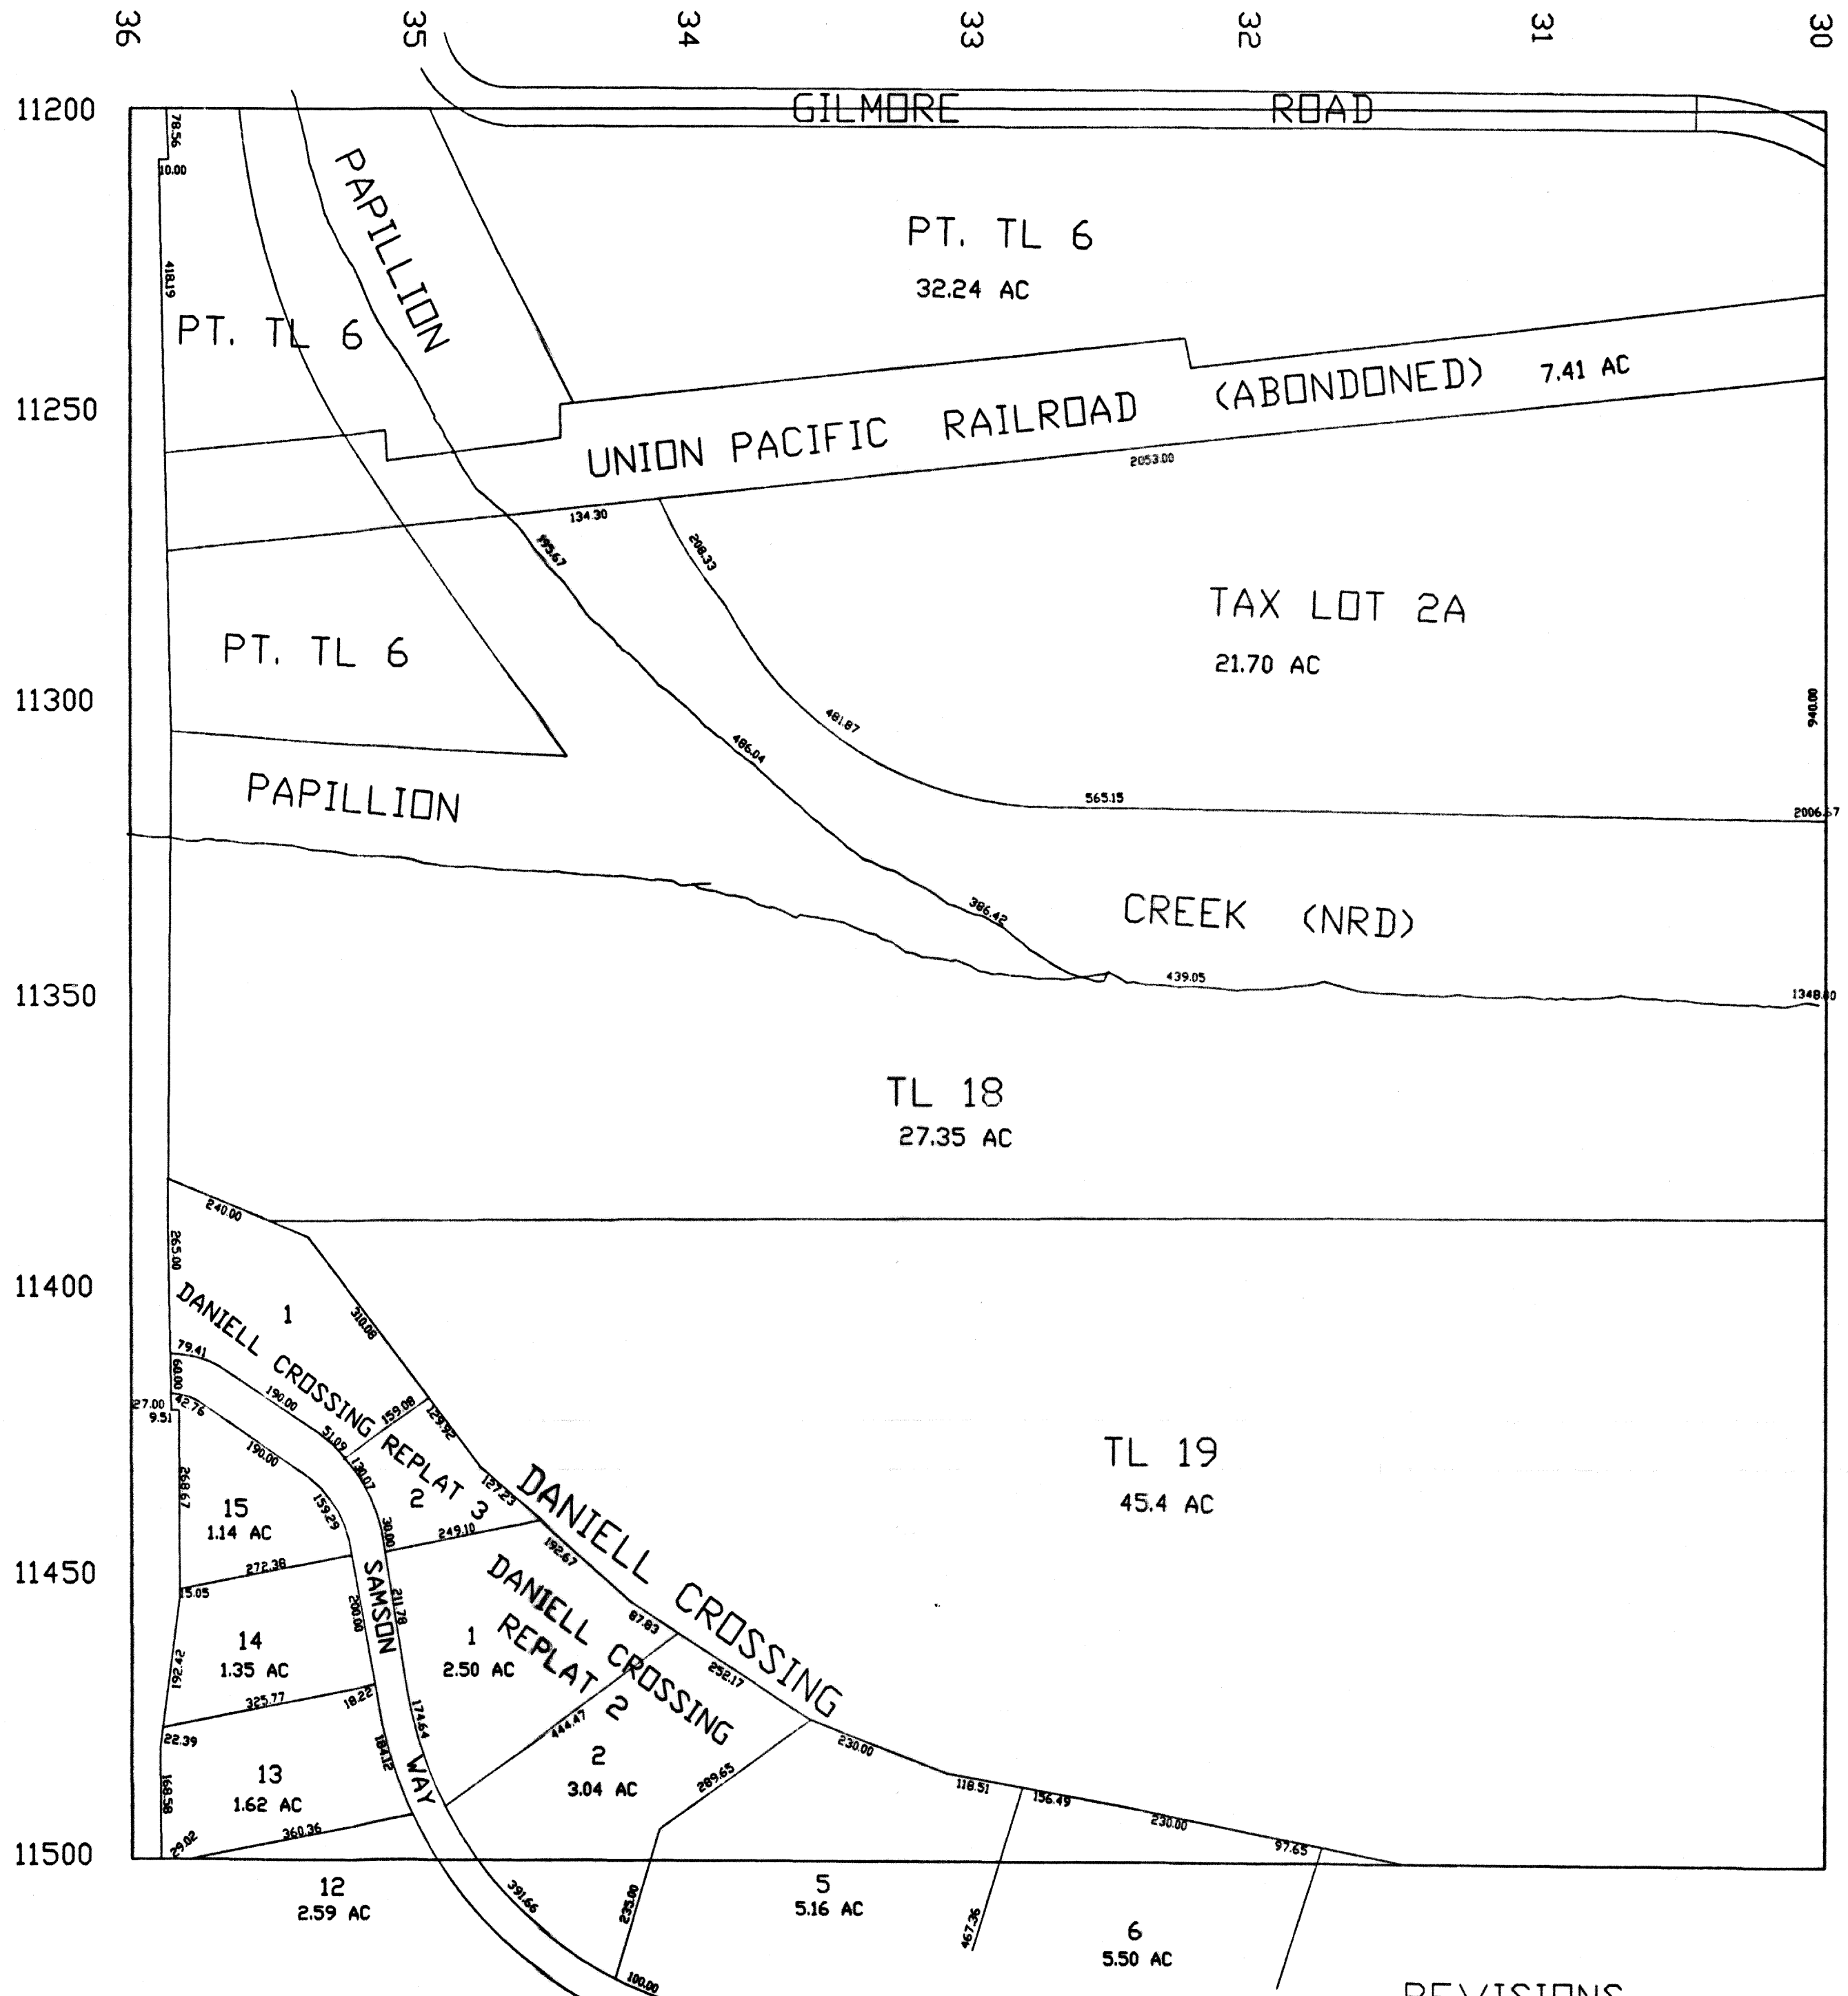 36 35 34 33 32 31 30
11200
GILMORE ROAD
78.56
10.00
PAPILLION
PT. TL 6
32.24 AC
418.19
PT. TL 6
(ABONDONED) 7.41 AC
11250
UNION PACIFIC RAILROAD
2053.00
134.30
195.67
208.33
TAX LOT 2A
21.70 AC
PT. TL 6
11300
940.00
481.87
486.04
PAPILLION
565.15
2006.67
386.42
CREEK (NRD)
439.05
11350
1348.00
TL 18
27.35 AC
240.00
265.00
11400
1
DANIELL CROSSING REPLAT 3
310.08
79.41
60.00
190.00
159.08
129.92
27.00
9.51
42.76
51.09
130.07
190.00
TL 19
45.4 AC
127.23
268.67
159.29
2
15
1.14 AC
30.00
249.10
DANIELL CROSSING
192.67
272.38
11450
15.05
SAMSON WAY
200.00
211.78
DANIELL CROSSING
REPLAT 2
87.83
14
1.35 AC
1
2.50 AC
252.17
192.42
325.77
18.22
174.64
444.47
22.39
184.12
230.00
2
3.04 AC
289.65
13
1.62 AC
168.58
118.51
156.49
230.00
97.65
360.36
29.02
11500
12
2.59 AC
391.66
235.00
5
5.16 AC
467.36
6
5.50 AC
100.00
REVISIONS